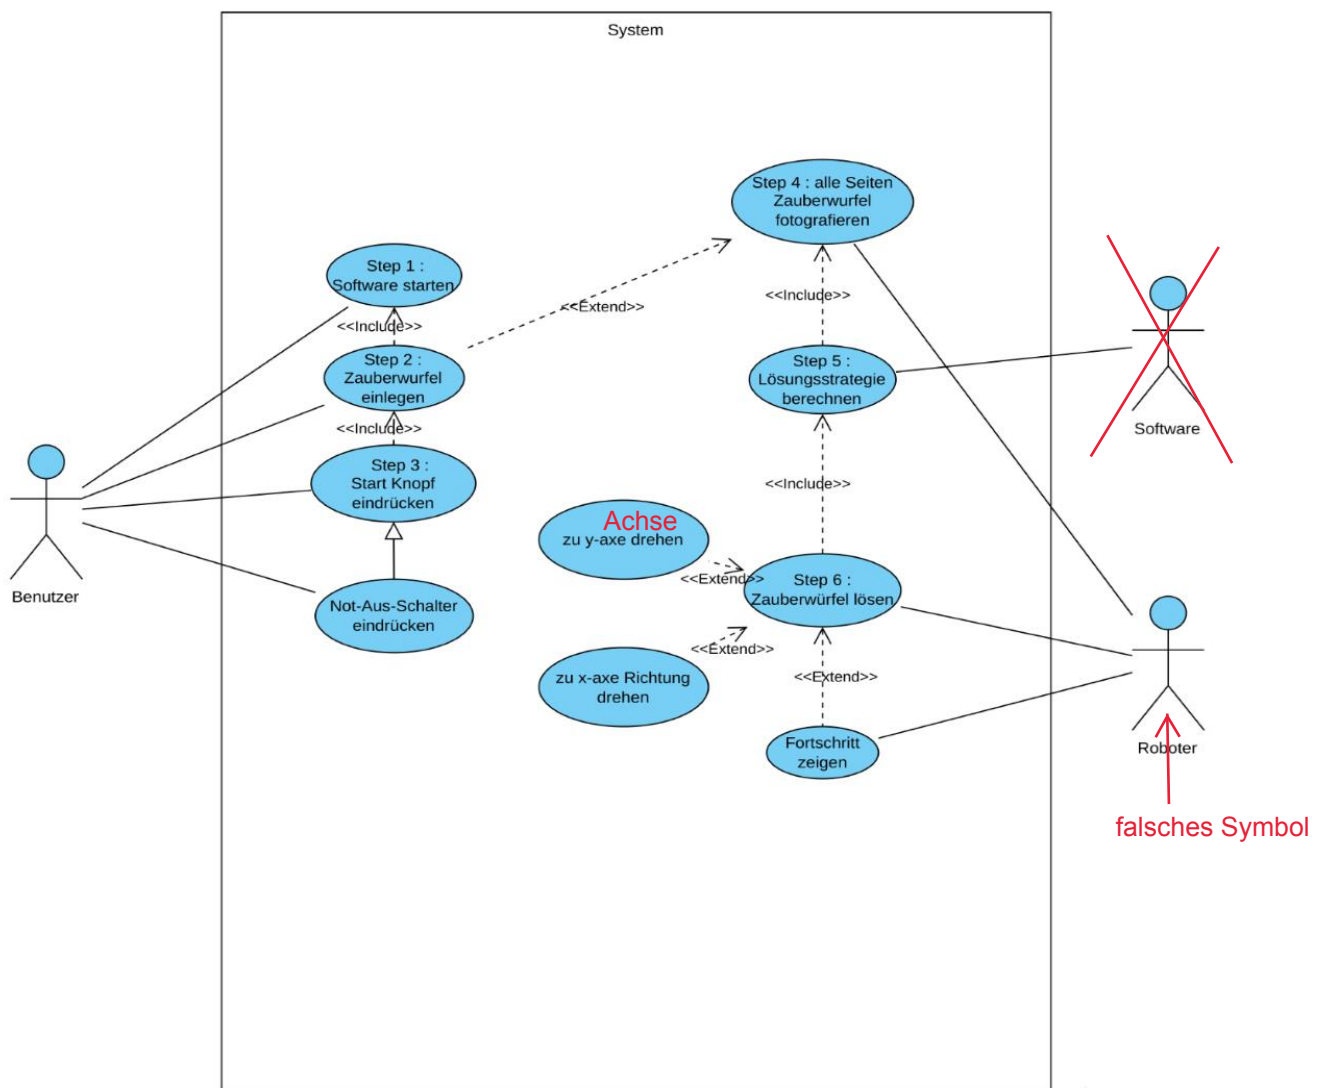 System
Step 4 : alle Seiten
Zauberwurfel
fotografieren
Step 1 :
Software starten
<<Include>>
<<Extend>>
<<Include>>
Step 2 :
Zauberwurfel
einlegen
Step 5 :
Lösungsstrategie
berechnen
Software
<<Include>>
Step 3 :
Start Knopf
eindrücken
<<Include>>
Achse
zu y-axe drehen
<<Extend>>
Step 6 :
Zauberwürfel lösen
Benutzer
Not-Aus-Schalter
eindrücken
<<Extend>>
zu x-axe Richtung
drehen
<<Extend>>
Fortschritt
zeigen
Roboter
falsches Symbol